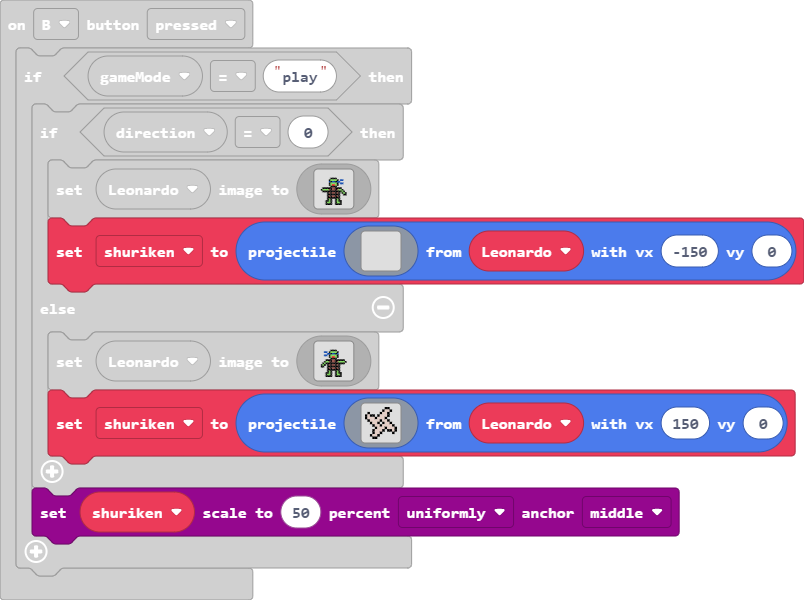 on B button pressed
if gameMode = "play" then
if direction = 0 then
set Leonardo image to
set shuriken to projectile from Leonardo with vx -150 vy 0
else
set Leonardo image to
set shuriken to projectile from Leonardo with vx 150 vy 0
set shuriken scale to 50 percent uniformly anchor middle